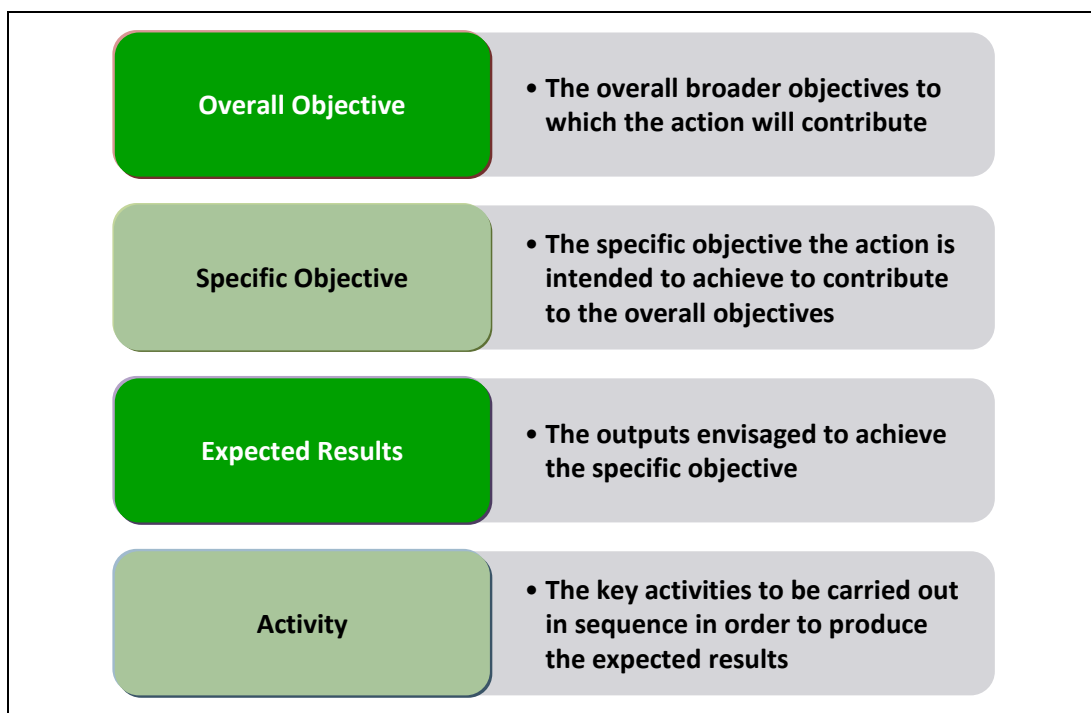 Overall Objective
• The overall broader objectives to
which the action will contribute
Specific Objective
• The specific objective the action is
intended to achieve to contribute
to the overall objectives
Expected Results
• The outputs envisaged to achieve
the specific objective
Activity
• The key activities to be carried out
in sequence in order to produce
the expected results